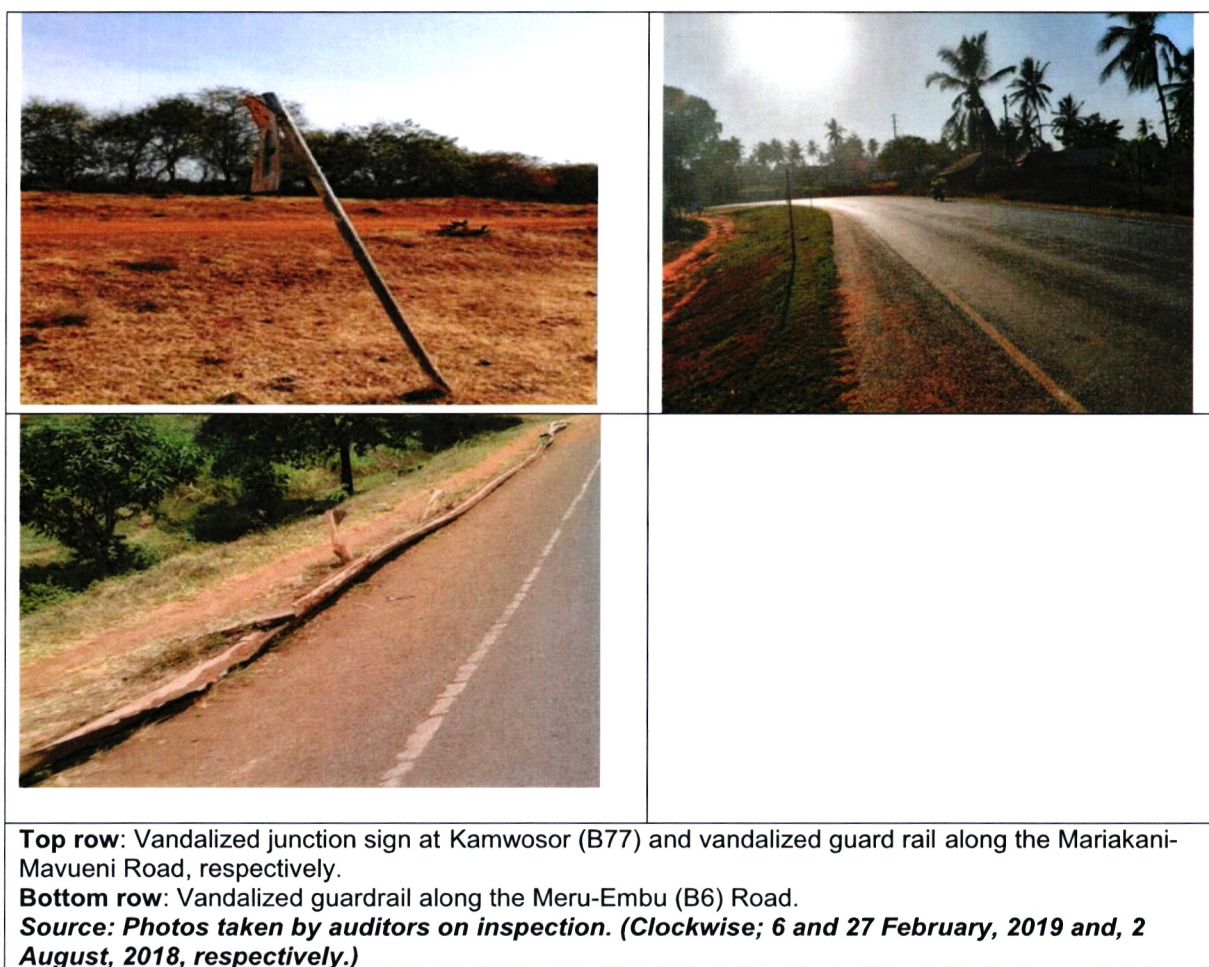 Top row: Vandalized junction sign at Kamwosor (B77) and vandalized guard rail along the Mariakani-
Mavueni Road, respectively.
Bottom row: Vandalized guardrail along the Meru-Embu (B6) Road.
Source: Photos taken by auditors on inspection. (Clockwise; 6 and 27 February, 2019 and, 2
August, 2018, respectively.)